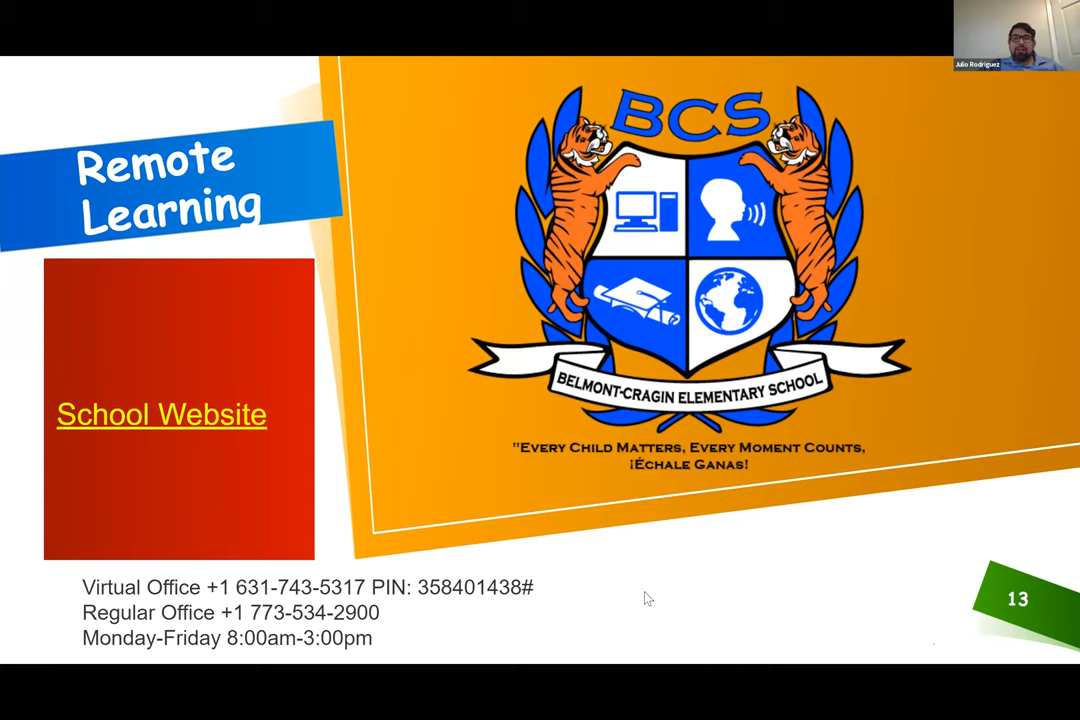 Julio Rodriguez
Remote
Learning
BCS
BELMONT-CRAGIN ELEMENTARY SCHOOL
"EVERY CHILD MATTERS, EVERY MOMENT COUNTS,
¡ÉCHALE GANAS!
School Website
Virtual Office +1 631-743-5317 PIN: 358401438#
Regular Office +1 773-534-2900
Monday-Friday 8:00am-3:00pm
13